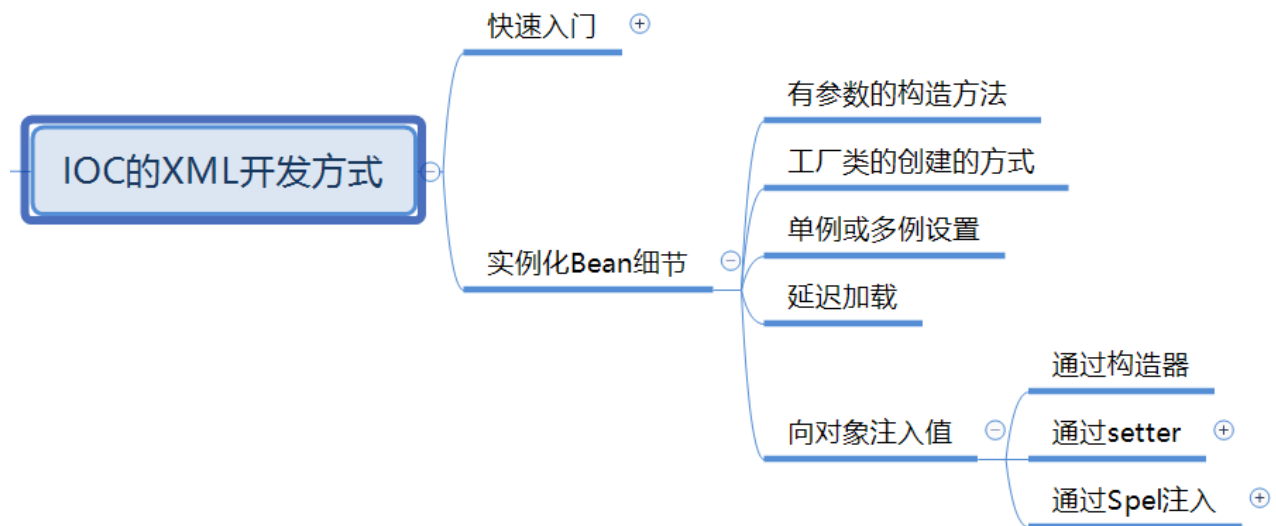 快速入门
有参数的构造方法
工厂类的创建的方式
IOC的XML开发方式
单例或多例设置
实例化Bean细节
延迟加载
通过构造器
向对象注入值
通过setter
通过Spel注入